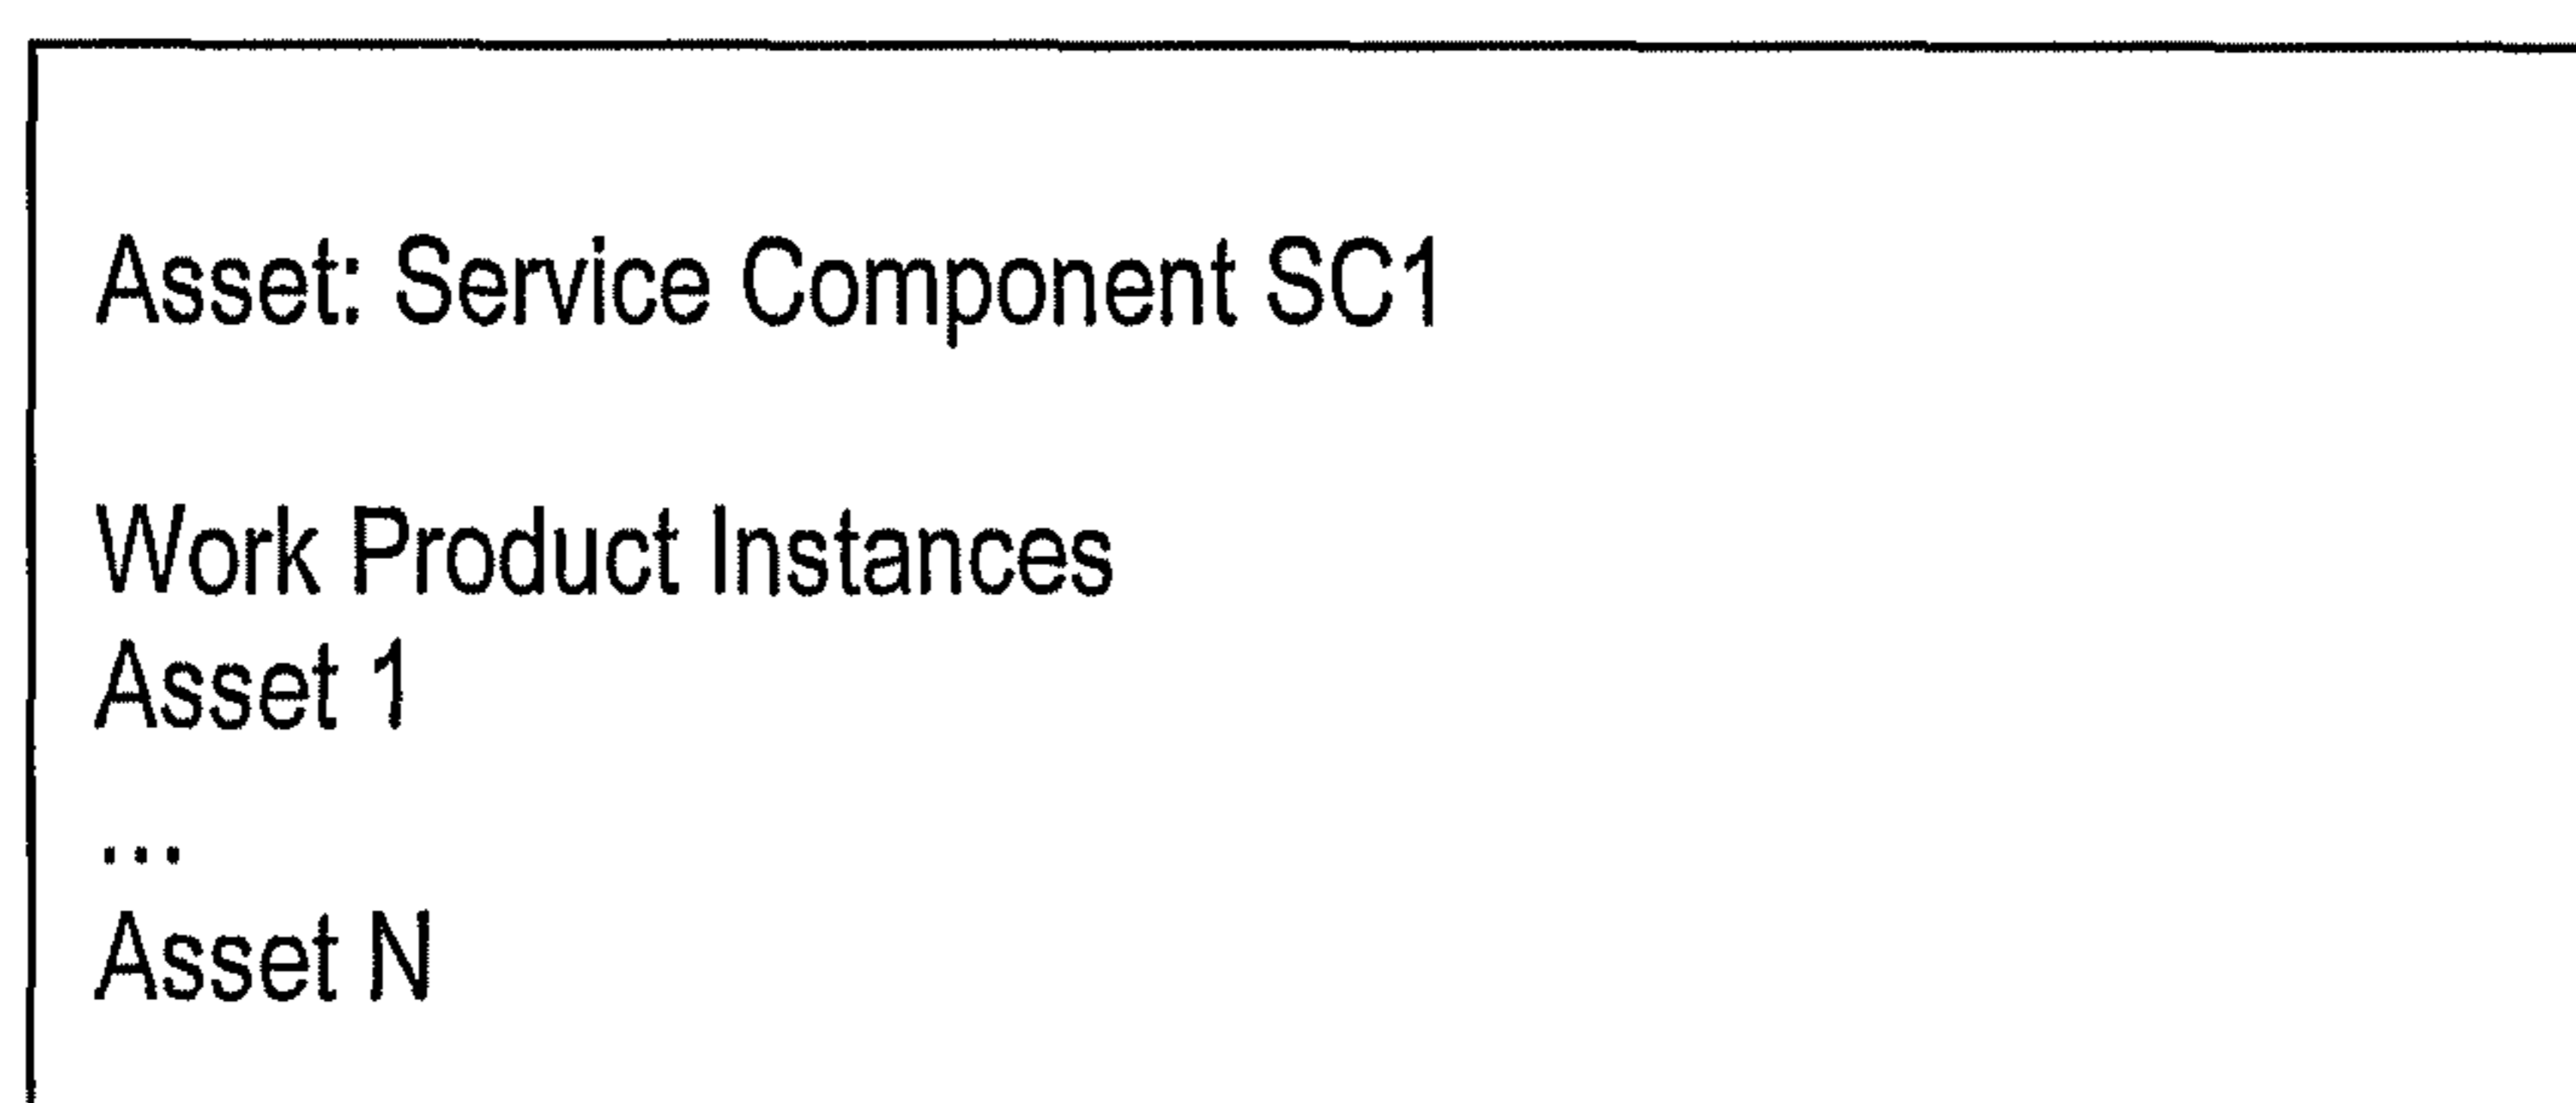 Asset: Service Component SC1
Work Product Instances
Asset 1
...
Asset N